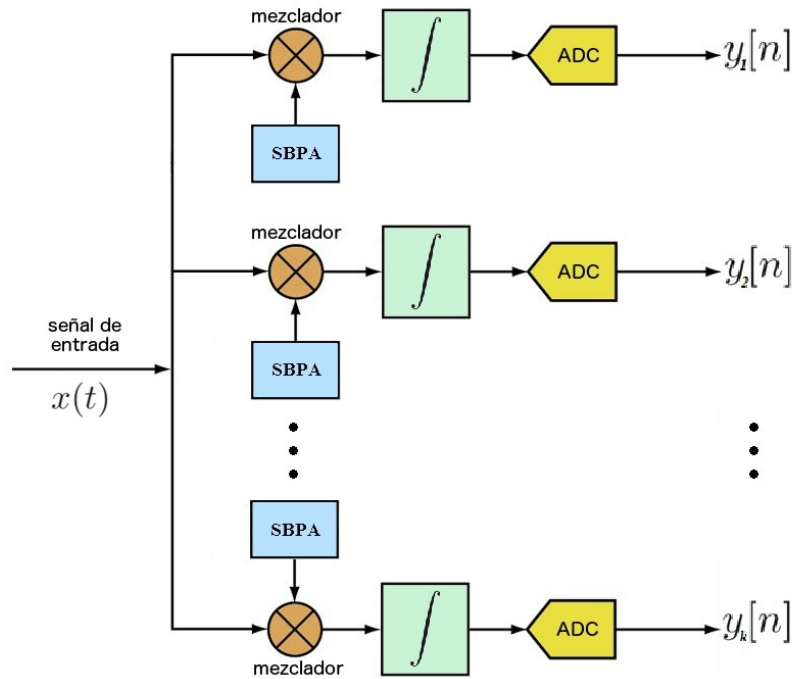 mezclador
∫
ADC
y₁[n]
SBPA
mezclador
∫
ADC
y₂[n]
SBPA
señal de
entrada
x(t)
SBPA
∫
ADC
yₖ[n]
mezclador